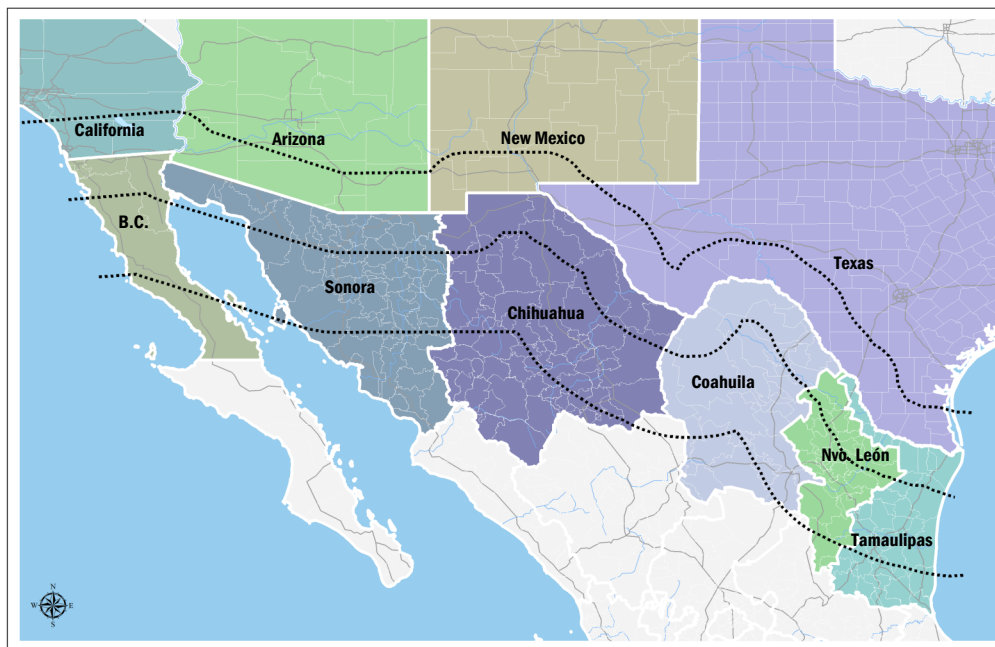 California
Arizona
New Mexico
B.C.
Texas
Sonora
Chihuahua
Coahuila
Nvo. León
Tamaulipas
N
W E
S